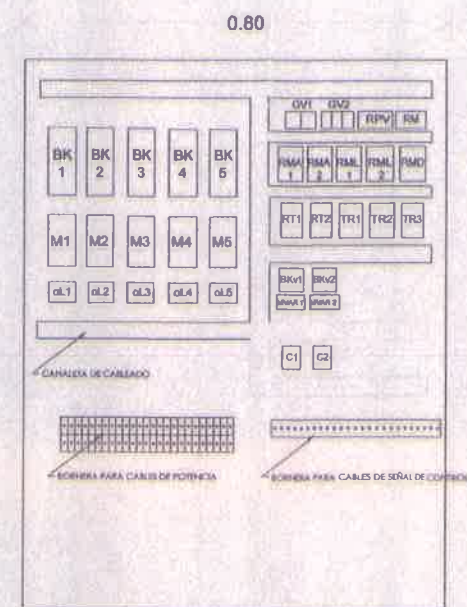 0.80
GV1 GV2 RPV RM
BK 1 BK 2 BK 3 BK 4 BK 5
RMA 1 RMA 2 RML 1 RML 2 RMD
M1 M2 M3 M4 M5
RT1 RT2 TR1 TR2 TR3
oL1 oL2 oL3 oL4 oL5
BKv1 BKv2
C1 C2
CANALETA DE CABLEADO
BORNERA PARA CABLES DE POTENCIA
BORNERA PARA CABLES DE SEÑAL DE CONTROL